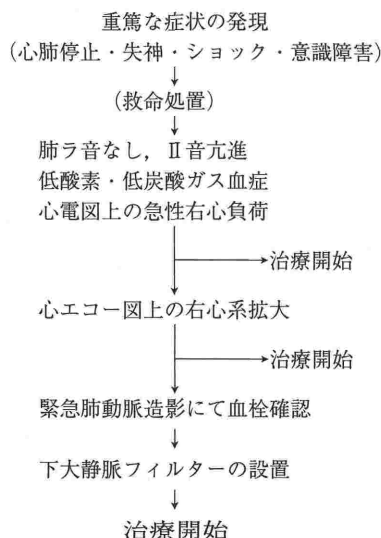 重篤な症状の発現
(心肺停止・失神・ショック・意識障害)
(救命処置)
肺ラ音なし，Ⅱ音亢進
低酸素・低炭酸ガス血症
心電図上の急性右心負荷
治療開始
心エコー図上の右心系拡大
治療開始
緊急肺動脈造影にて血栓確認
下大静脈フィルターの設置
治療開始